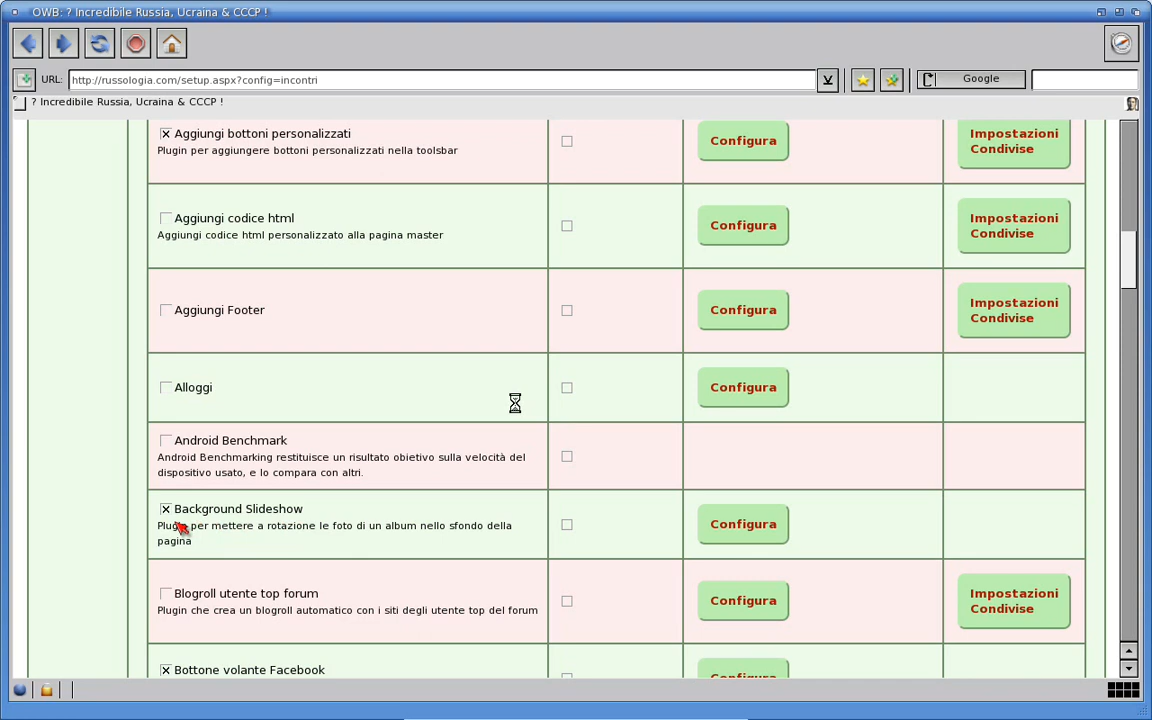 OWB: ? Incredibile Russia, Ucraina & CCCP !
URL:
http://russologia.com/setup.aspx?config=incontri
Google
? Incredibile Russia, Ucraina & CCCP !
Aggiungi bottoni personalizzati
Plugin per aggiungere bottoni personalizzati nella toolsbar
Configura
Impostazioni
Condivise
Aggiungi codice html
Aggiungi codice html personalizzato alla pagina master
Configura
Impostazioni
Condivise
Aggiungi Footer
Configura
Impostazioni
Condivise
Alloggi
Configura
Android Benchmark
Android Benchmarking restituisce un risultato obietivo sulla velocità del
dispositivo usato, e lo compara con altri.
Background Slideshow
Plugin per mettere a rotazione le foto di un album nello sfondo della
pagina
Configura
Blogroll utente top forum
Plugin che crea un blogroll automatico con i siti degli utente top del forum
Configura
Impostazioni
Condivise
Bottone volante Facebook
Configura